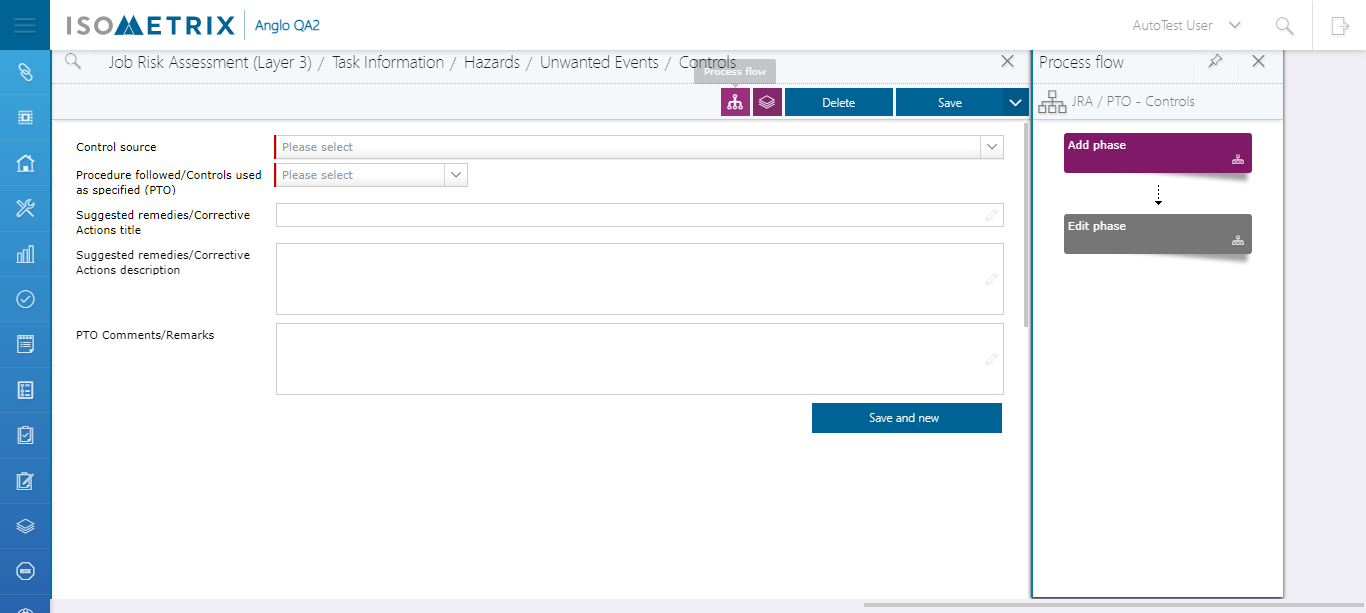 ISOMETRIX Anglo QA2
AutoTest User
Job Risk Assessment (Layer 3) / Task Information / Hazards / Unwanted Events / Controls
Process flow
Delete
Save
Control source
Please select
Procedure followed/Controls used
as specified (PTO)
Please select
Suggested remedies/Corrective
Actions title
Suggested remedies/Corrective
Actions description
PTO Comments/Remarks
Save and new
Process flow
JRA / PTO - Controls
Add phase
Edit phase
RISK